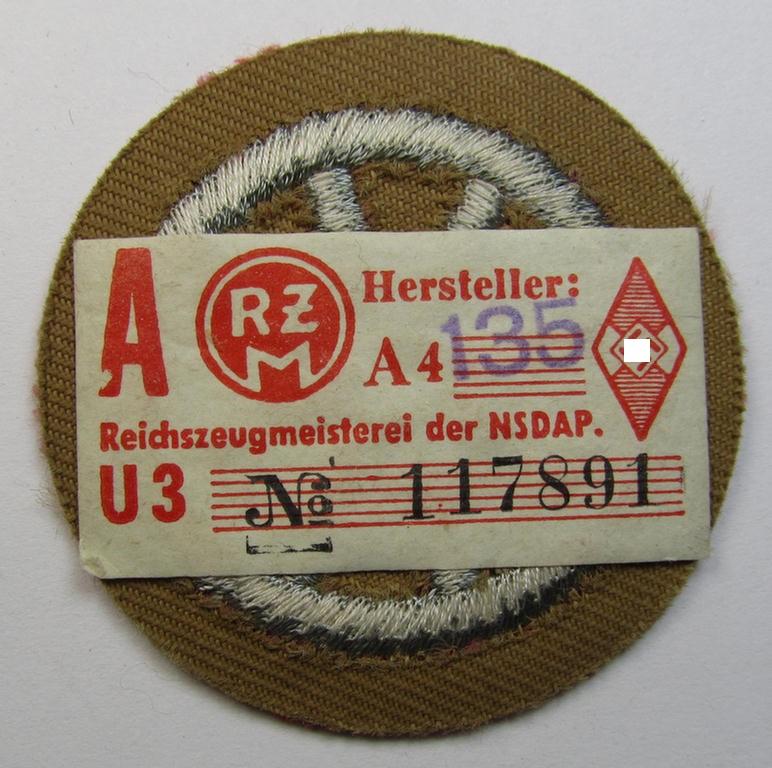 A RZM Hersteller:
A4 135
Reichszeugmeisterei der NSDAP.
U3 No 117891